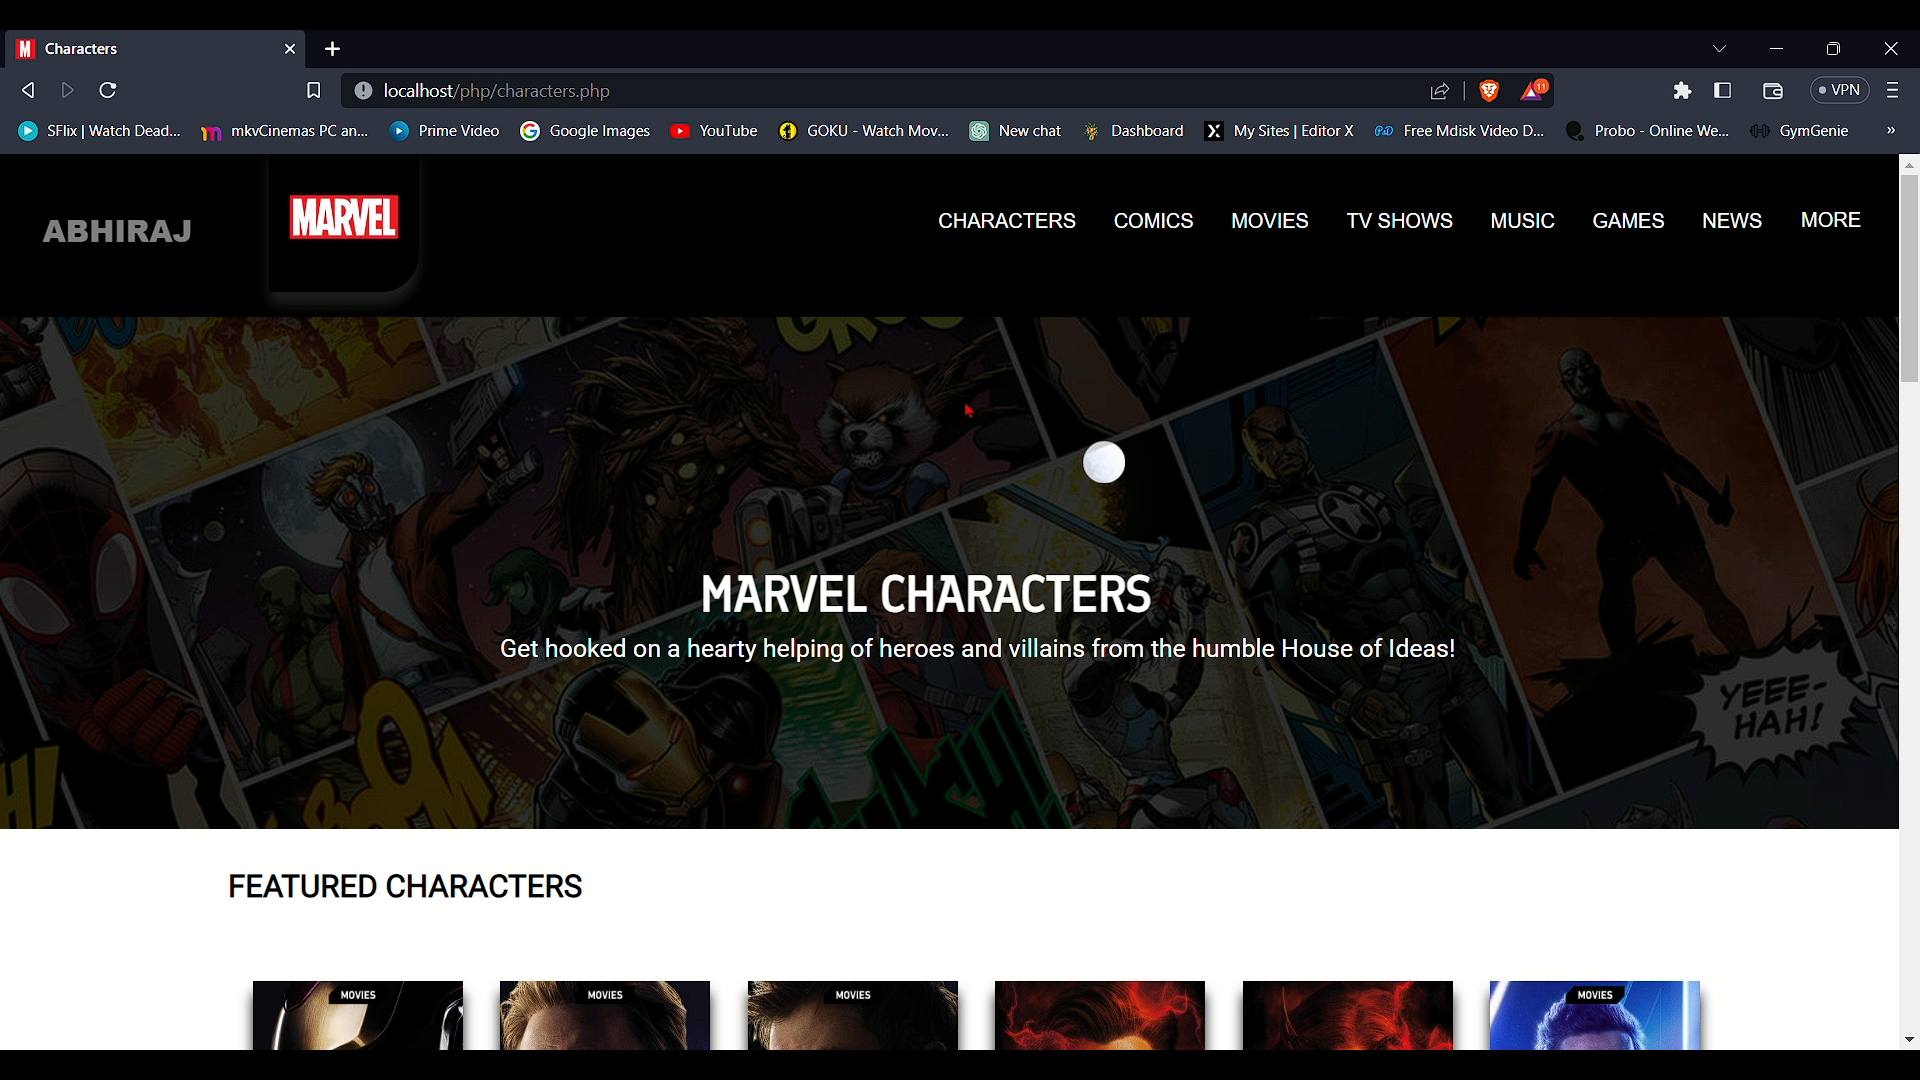 M Characters
localhost/php/characters.php
11
VPN
SFlix | Watch Dead...
mkvCinemas PC an...
Prime Video
Google Images
YouTube
GOKU - Watch Mov...
New chat
Dashboard
My Sites | Editor X
Free Mdisk Video D...
Probo - Online We...
GymGenie
»
ABHIRAJ
MARVEL
CHARACTERS
COMICS
MOVIES
TV SHOWS
MUSIC
GAMES
NEWS
MORE
MARVEL CHARACTERS
Get hooked on a hearty helping of heroes and villains from the humble House of Ideas!
YEEE-
HAH!
FEATURED CHARACTERS
MOVIES
MOVIES
MOVIES
MOVIES